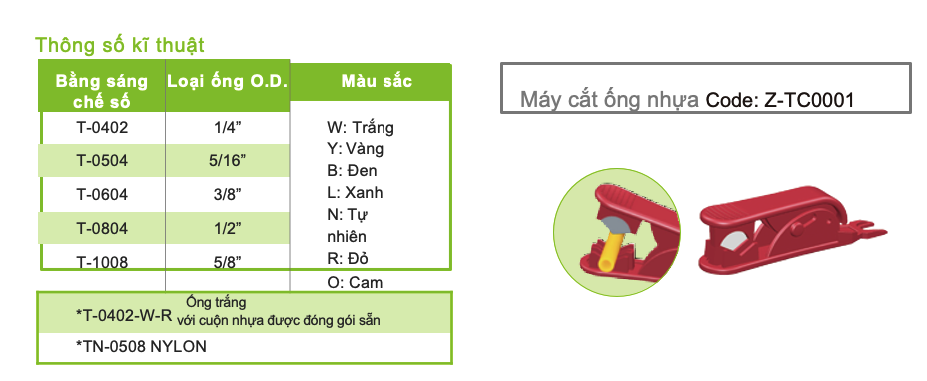 Thông số kĩ thuật
Bằng sáng chế số Loại ống O.D. Màu sắc
T-0402 1/4”
T-0504 5/16”
T-0604 3/8”
T-0804 1/2”
T-1008 5/8”
W: Trắng
Y: Vàng
B: Đen
L: Xanh
N: Tự
nhiên
R: Đỏ
O: Cam
*T-0402-W-R Ống trắng
với cuộn nhựa được đóng gói sẵn
*TN-0508 NYLON
Máy cắt ống nhựa Code: Z-TC0001